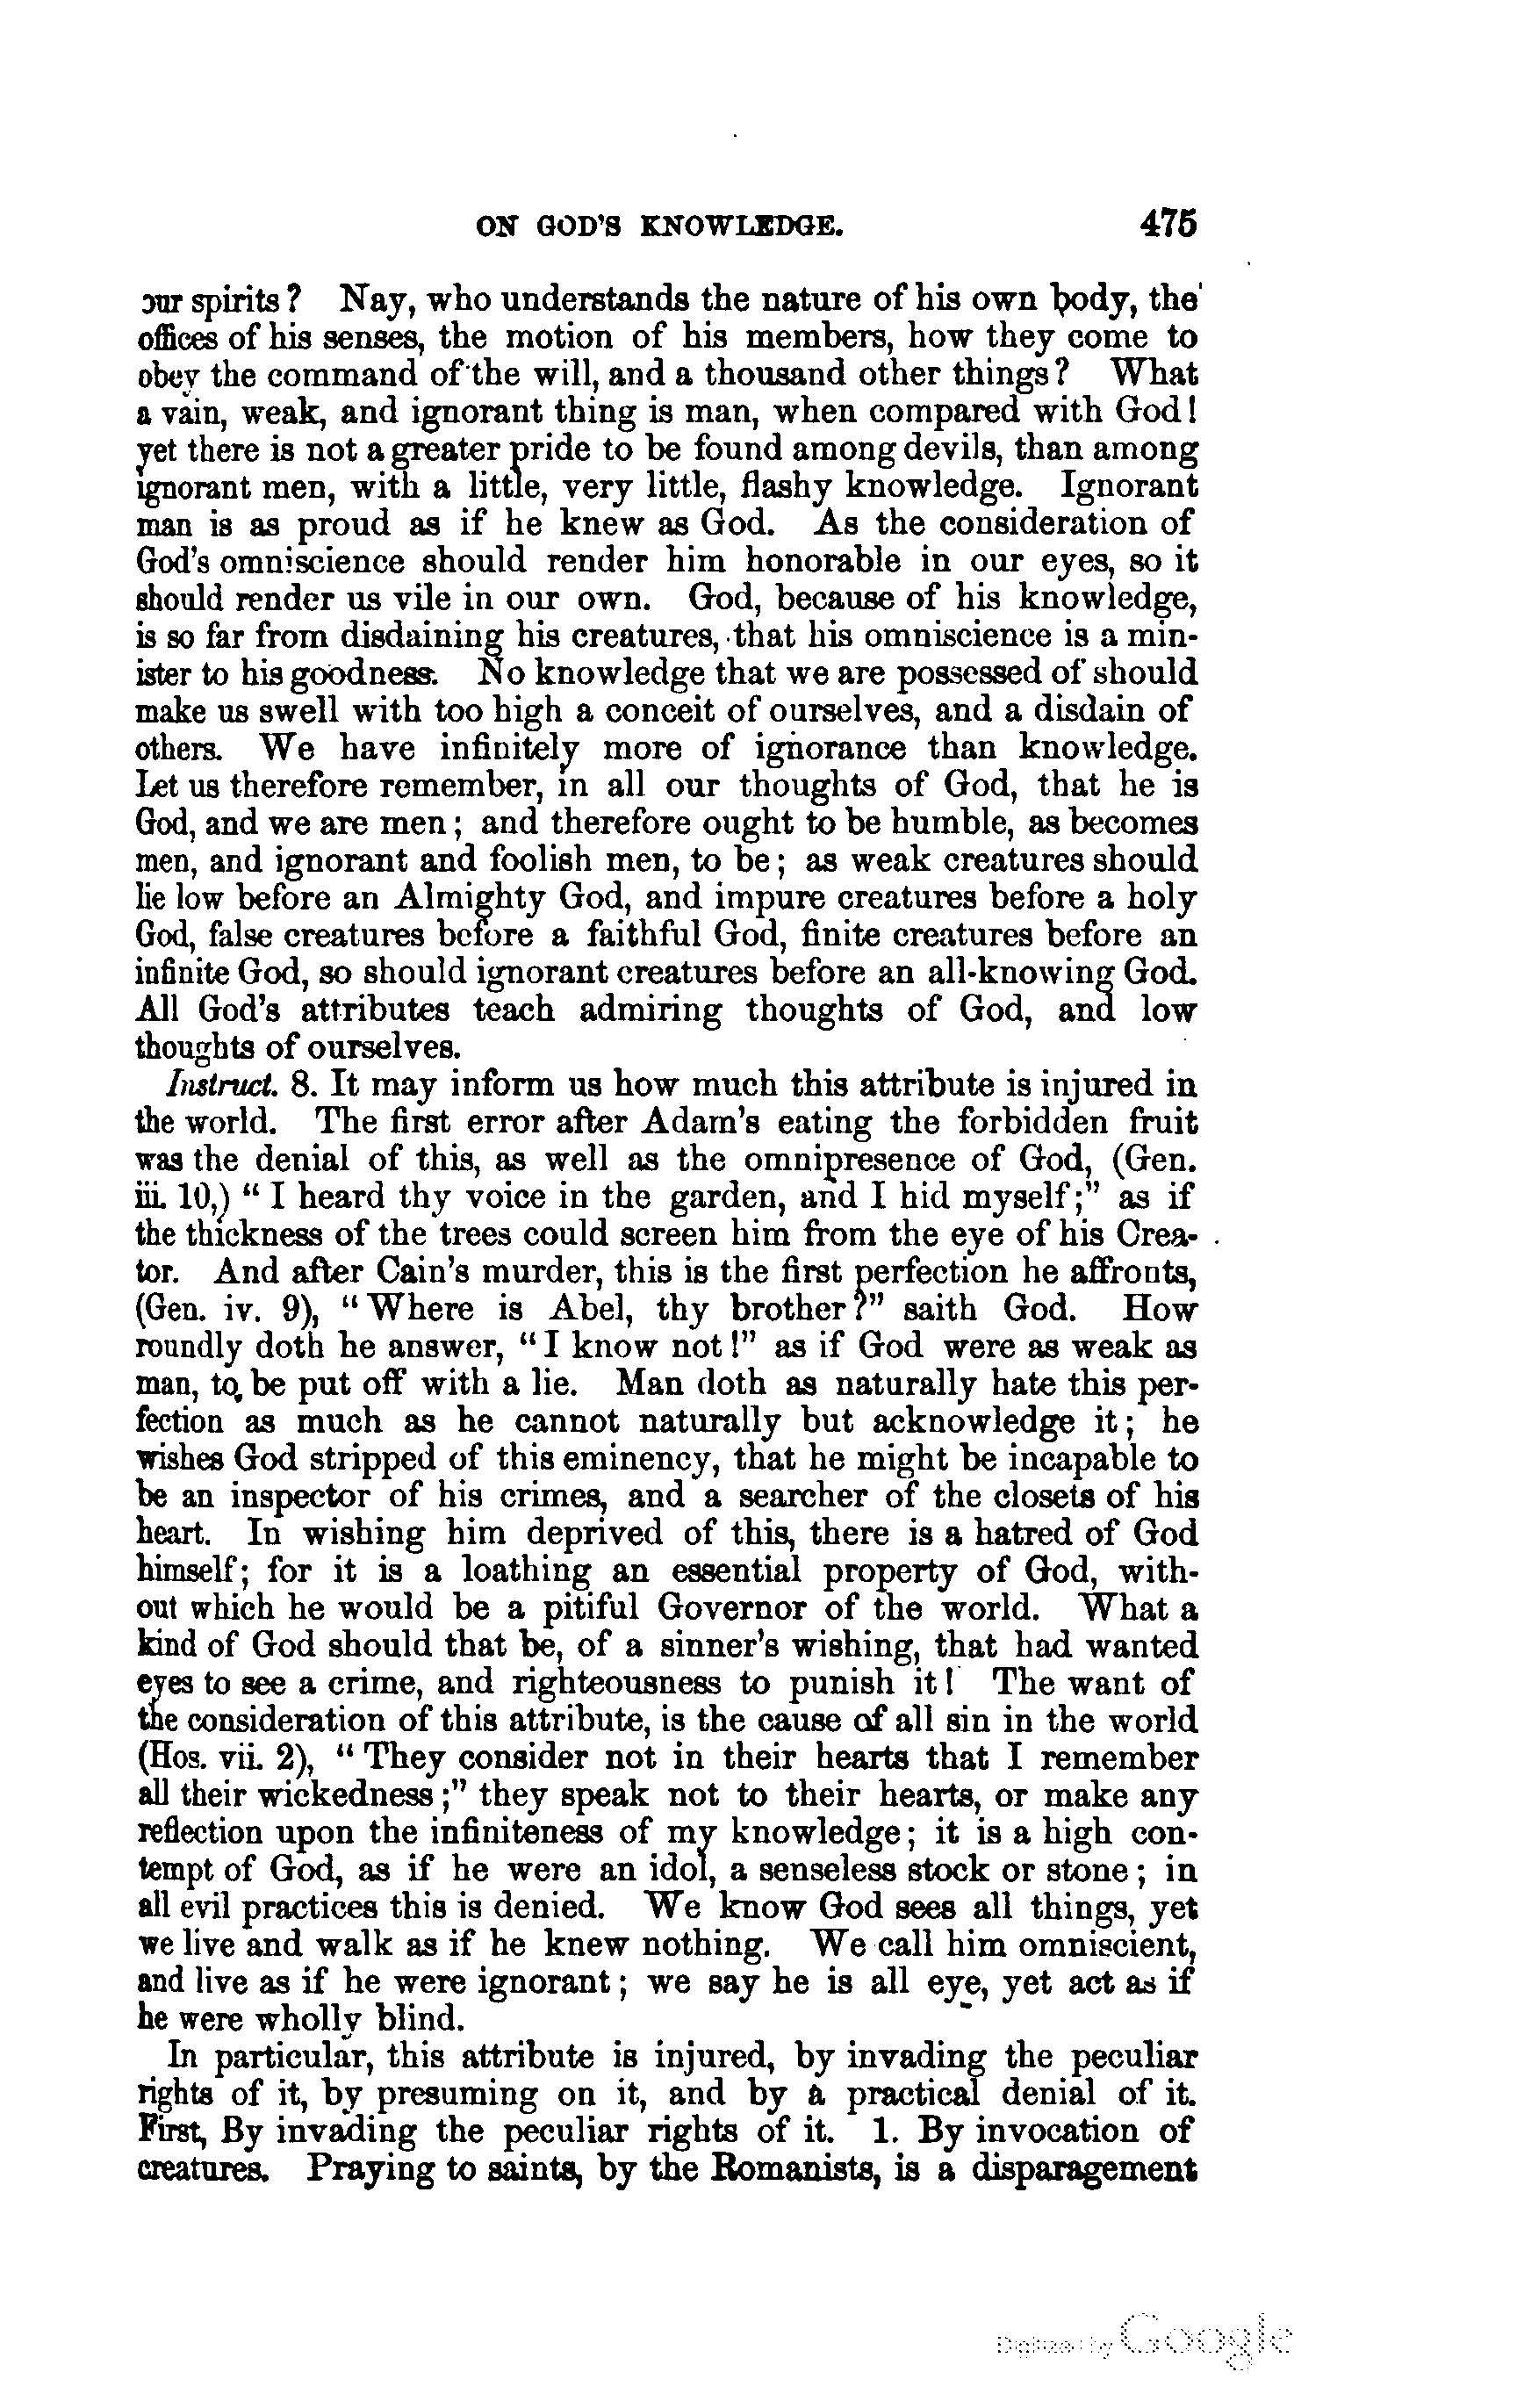 ON GOD'S KNOWLEDGE. 475
our spirits? Nay, who understands the nature of his own body, the
offices of his senses, the motion of his members, how they come to
obey the command of the will, and a thousand other things? What
a vain, weak, and ignorant thing is man, when compared with God!
yet there is not a greater pride to be found among devils, than among
ignorant men, with a little, very little, flashy knowledge. Ignorant
man is as proud as if he knew as God. As the consideration of
God's omniscience should render him honorable in our eyes, so it
should render us vile in our own. God, because of his knowledge,
is so far from disdaining his creatures, that his omniscience is a min-
ister to his goodness. No knowledge that we are possessed of should
make us swell with too high a conceit of ourselves, and a disdain of
others. We have infinitely more of ignorance than knowledge.
Let us therefore remember, in all our thoughts of God, that he is
God, and we are men; and therefore ought to be humble, as becomes
men, and ignorant and foolish men, to be; as weak creatures should
lie low before an Almighty God, and impure creatures before a holy
God, false creatures before a faithful God, finite creatures before an
infinite God, so should ignorant creatures before an all-knowing God.
All God's attributes teach admiring thoughts of God, and low
thoughts of ourselves.
Instruct. 8. It may inform us how much this attribute is injured in
the world. The first error after Adam's eating the forbidden fruit
was the denial of this, as well as the omnipresence of God, (Gen.
iii. 10,) "I heard thy voice in the garden, and I hid myself;" as if
the thickness of the trees could screen him from the eye of his Crea-
tor. And after Cain's murder, this is the first perfection he affronts,
(Gen. iv. 9), "Where is Abel, thy brother?" saith God. How
roundly doth he answer, "I know not!" as if God were as weak as
man, to be put off with a lie. Man doth as naturally hate this per-
fection as much as he cannot naturally but acknowledge it; he
wishes God stripped of this eminency, that he might be incapable to
be an inspector of his crimes, and a searcher of the closets of his
heart. In wishing him deprived of this, there is a hatred of God
himself; for it is a loathing an essential property of God, with-
out which he would be a pitiful Governor of the world. What a
kind of God should that be, of a sinner's wishing, that had wanted
eyes to see a crime, and righteousness to punish it! The want of
the consideration of this attribute, is the cause of all sin in the world
(Hos. vii. 2), "They consider not in their hearts that I remember
all their wickedness;" they speak not to their hearts, or make any
reflection upon the infiniteness of my knowledge; it is a high con-
tempt of God, as if he were an idol, a senseless stock or stone; in
all evil practices this is denied. We know God sees all things, yet
we live and walk as if he knew nothing. We call him omniscient,
and live as if he were ignorant; we say he is all eye, yet act as if
he were wholly blind.
In particular, this attribute is injured, by invading the peculiar
rights of it, by presuming on it, and by a practical denial of it.
First, By invading the peculiar rights of it. 1. By invocation of
creatures. Praying to saints, by the Romanists, is a disparagement
Digitized by Google